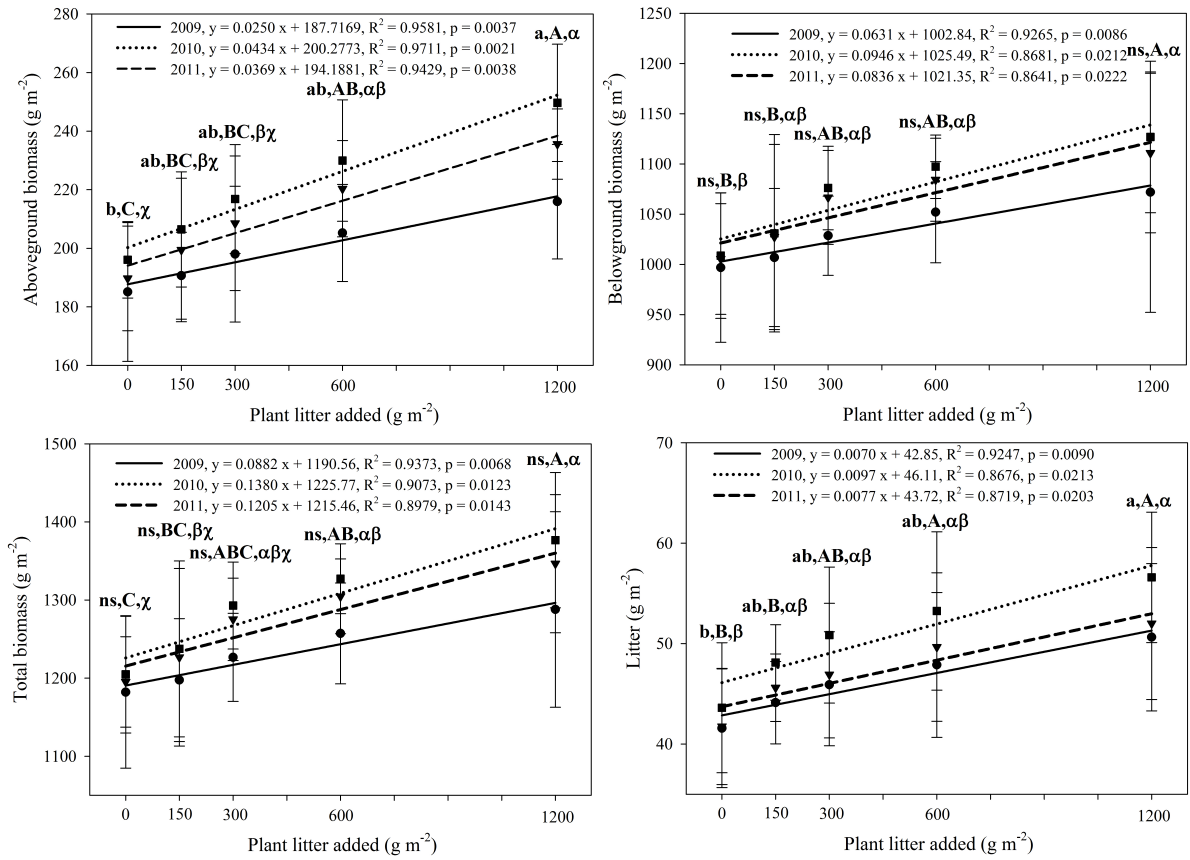 2009, y = 0.0250 x + 187.7169, R² = 0.9581, p = 0.0037
2010, y = 0.0434 x + 200.2773, R² = 0.9711, p = 0.0021
2011, y = 0.0369 x + 194.1881, R² = 0.9429, p = 0.0038
280
260
240
220
200
180
160
Aboveground biomass (g m⁻²)
b,C,χ
ab,BC,βχ
ab,BC,βχ
ab,AB,αβ
a,A,α
0
150
300
600
1200
Plant litter added (g m⁻²)
2009, y = 0.0631 x + 1002.84, R² = 0.9265, p = 0.0086
2010, y = 0.0946 x + 1025.49, R² = 0.8681, p = 0.0212
2011, y = 0.0836 x + 1021.35, R² = 0.8641, p = 0.0222
1250
1200
1150
1100
1050
1000
950
900
Belowground biomass (g m⁻²)
ns,B,β
ns,B,αβ
ns,AB,αβ
ns,AB,αβ
ns,A,α
0
150
300
600
1200
Plant litter added (g m⁻²)
2009, y = 0.0882 x + 1190.56, R² = 0.9373, p = 0.0068
2010, y = 0.1380 x + 1225.77, R² = 0.9073, p = 0.0123
2011, y = 0.1205 x + 1215.46, R² = 0.8979, p = 0.0143
1500
1400
1300
1200
1100
Total biomass (g m⁻²)
ns,C,χ
ns,BC,βχ
ns,ABC,αβχ
ns,AB,αβ
ns,A,α
0
150
300
600
1200
Plant litter added (g m⁻²)
2009, y = 0.0070 x + 42.85, R² = 0.9247, p = 0.0090
2010, y = 0.0097 x + 46.11, R² = 0.8676, p = 0.0213
2011, y = 0.0077 x + 43.72, R² = 0.8719, p = 0.0203
70
60
50
40
Litter (g m⁻²)
b,B,β
ab,B,αβ
ab,AB,αβ
ab,A,αβ
a,A,α
0
150
300
600
1200
Plant litter added (g m⁻²)